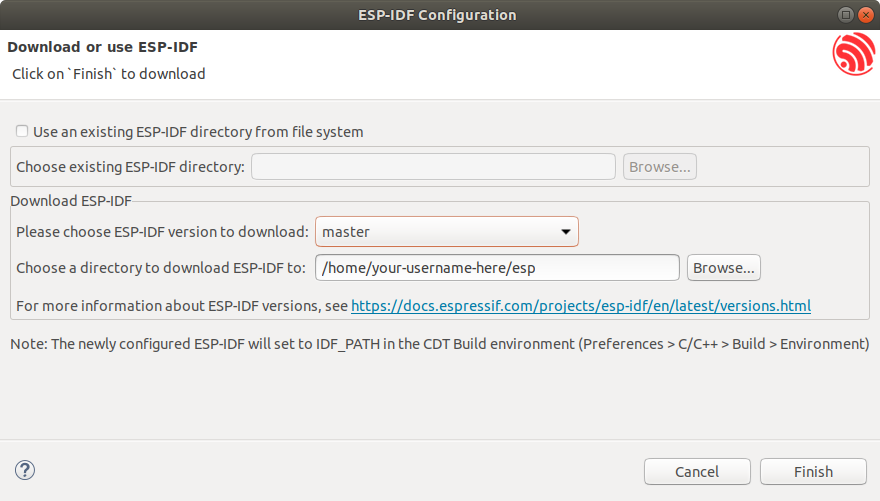 ESP-IDF Configuration
Download or use ESP-IDF
Click on `Finish` to download
Use an existing ESP-IDF directory from file system
Choose existing ESP-IDF directory: Browse...
Download ESP-IDF
Please choose ESP-IDF version to download: master
Choose a directory to download ESP-IDF to: /home/your-username-here/esp Browse...
For more information about ESP-IDF versions, see https://docs.espressif.com/projects/esp-idf/en/latest/versions.html
Note: The newly configured ESP-IDF will set to IDF_PATH in the CDT Build environment (Preferences > C/C++ > Build > Environment)
? Cancel Finish